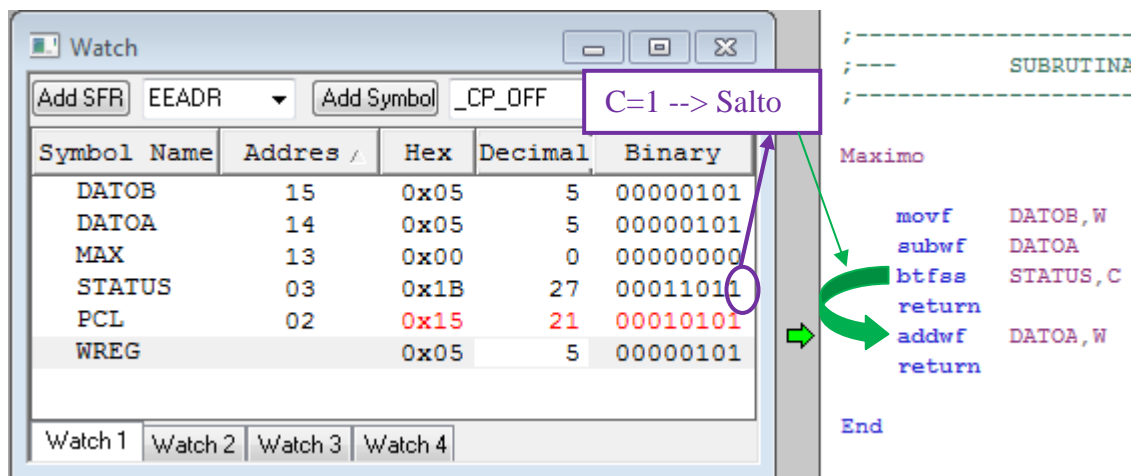 Watch
Add SFR EEADR Add Symbol _CP_OFF
C=1 --> Salto
Symbol Name Addres Hex Decimal Binary
DATOB 15 0x05 5 00000101
DATOA 14 0x05 5 00000101
MAX 13 0x00 0 00000000
STATUS 03 0x1B 27 00011011
PCL 02 0x15 21 00010101
WREG 0x05 5 00000101
Watch 1 Watch 2 Watch 3 Watch 4
;---------------------
;--- SUBRUTINA
;---------------------
Maximo
movf DATOB,W
subwf DATOA
btfss STATUS,C
return
addwf DATOA,W
return
End